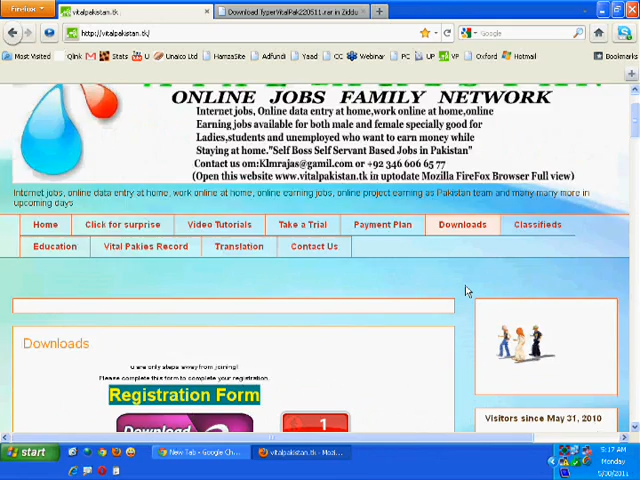 Firefox
vitalpakistan.tk
Download TyperVitalPak220511.rar in Ziddu
http://vitalpakistan.tk/
Google
Most Visited
Qlink
M
Stats
U
Unaico Ltd
HamzaSite
Adfundi
Yaad
CC
Webinar
PC
UP
VP
Oxford
Hotmail
Bookmarks
ONLINE JOBS FAMILY NETWORK
Internet jobs, Online data entry at home,work online at home,online
Earning jobs available for both male and female specially good for
Ladies,students and unemployed who want to earn money while
Staying at home."Self Boss Self Servant Based Jobs in Pakistan"
Contact us om:Klmrajas@gamil.com or +92 346 606 65 77
(Open this website www.vitalpakistan.tk in uptodate Mozilla FireFox Browser Full view)
Internet jobs, online data entry at home, work online at home, online earning jobs, online project earning as Pakistan team and many many more in
upcoming days
Home
Click for surprise
Video Tutorials
Take a Trial
Payment Plan
Downloads
Classifieds
Education
Vital Pakies Record
Translation
Contact Us
Downloads
u are only steps away from joining!
Please complete this form to complete your registration.
Registration Form
Download
1
Visitors since May 31, 2010
start
New Tab - Google Ch...
vitalpakistan.tk - Mozi...
5:17 AM
Monday